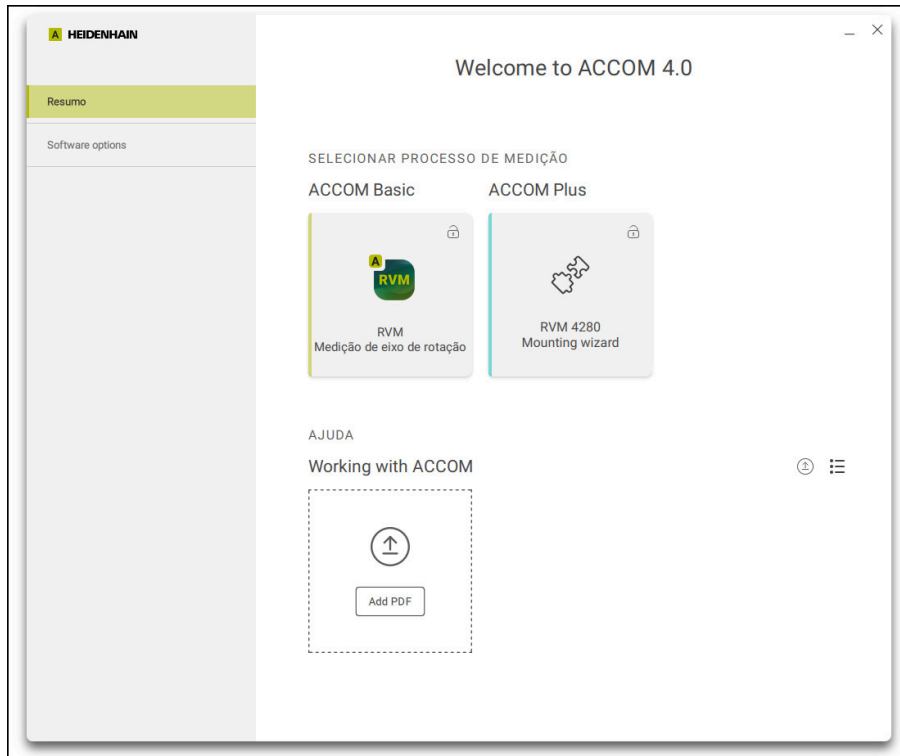 A HEIDENHAIN
Welcome to ACCOM 4.0
Resumo
Software options
SELECIONAR PROCESSO DE MEDIÇÃO
ACCOM Basic
ACCOM Plus
A
RVM
RVM
Medição de eixo de rotação
RVM 4280
Mounting wizard
AJUDA
Working with ACCOM
Add PDF